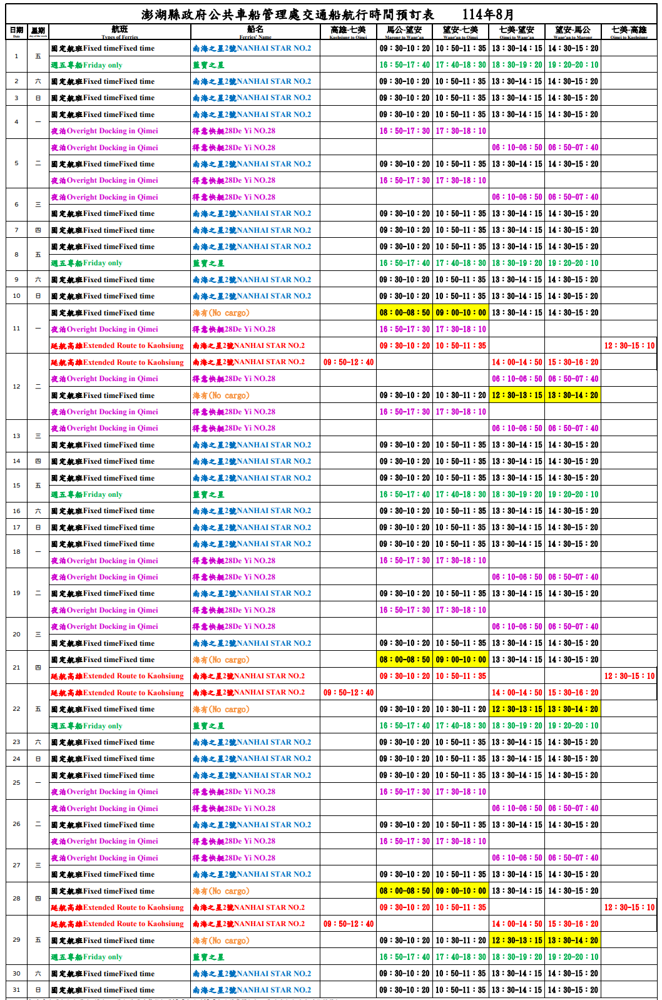 澎湖縣政府公共車船管理處交通船航行時間預訂表 114年8月
日期 星期 航班 船名 高雄-七美 馬公-望安 望安-七美 七美-望安 望安-馬公 七美-高雄
Date day of the week Types of Ferries Ferries' Name Kaohsiung to Qimei Magong to Wang'an Wang'an to Qimei Qimei to Wang'an Wang'an to Magong Qimei to Kaohsiung
1 五 固定航班Fixed timeFixed time 南海之星2號NANHAI STAR NO.2 09：30-10：20 10：50-11：35 13：30-14：15 14：30-15：20
週五專船Friday only 藍寶之星 16：50-17：40 17：40-18：30 18：30-19：20 19：20-20：10
2 六 固定航班Fixed timeFixed time 南海之星2號NANHAI STAR NO.2 09：30-10：20 10：50-11：35 13：30-14：15 14：30-15：20
3 日 固定航班Fixed timeFixed time 南海之星2號NANHAI STAR NO.2 09：30-10：20 10：50-11：35 13：30-14：15 14：30-15：20
4 一 固定航班Fixed timeFixed time 南海之星2號NANHAI STAR NO.2 09：30-10：20 10：50-11：35 13：30-14：15 14：30-15：20
夜泊Overight Docking in Qimei 得意快艇28De Yi NO.28 16：50-17：30 17：30-18：10
5 二 夜泊Overight Docking in Qimei 得意快艇28De Yi NO.28 06：10-06：50 06：50-07：40
固定航班Fixed timeFixed time 南海之星2號NANHAI STAR NO.2 09：30-10：20 10：50-11：35 13：30-14：15 14：30-15：20
夜泊Overight Docking in Qimei 得意快艇28De Yi NO.28 16：50-17：30 17：30-18：10
6 三 夜泊Overight Docking in Qimei 得意快艇28De Yi NO.28 06：10-06：50 06：50-07：40
固定航班Fixed timeFixed time 南海之星2號NANHAI STAR NO.2 09：30-10：20 10：50-11：35 13：30-14：15 14：30-15：20
7 四 固定航班Fixed timeFixed time 南海之星2號NANHAI STAR NO.2 09：30-10：20 10：50-11：35 13：30-14：15 14：30-15：20
8 五 固定航班Fixed timeFixed time 南海之星2號NANHAI STAR NO.2 09：30-10：20 10：50-11：35 13：30-14：15 14：30-15：20
週五專船Friday only 藍寶之星 16：50-17：40 17：40-18：30 18：30-19：20 19：20-20：10
9 六 固定航班Fixed timeFixed time 南海之星2號NANHAI STAR NO.2 09：30-10：20 10：50-11：35 13：30-14：15 14：30-15：20
10 日 固定航班Fixed timeFixed time 南海之星2號NANHAI STAR NO.2 09：30-10：20 10：50-11：35 13：30-14：15 14：30-15：20
11 一 固定航班Fixed timeFixed time 海有(No cargo) 08：00-08：50 09：00-10：00 13：30-14：15 14：30-15：20
夜泊Overight Docking in Qimei 得意快艇28De Yi NO.28 16：50-17：30 17：30-18：10
延航高雄Extended Route to Kaohsiung 南海之星2號NANHAI STAR NO.2 09：30-10：20 10：50-11：35 12：30-15：10
12 二 延航高雄Extended Route to Kaohsiung 南海之星2號NANHAI STAR NO.2 09：50-12：40 14：00-14：50 15：30-16：20
夜泊Overight Docking in Qimei 得意快艇28De Yi NO.28 06：10-06：50 06：50-07：40
固定航班Fixed timeFixed time 海有(No cargo) 09：30-10：20 10：30-11：20 12：30-13：15 13：30-14：20
夜泊Overight Docking in Qimei 得意快艇28De Yi NO.28 16：50-17：30 17：30-18：10
13 三 夜泊Overight Docking in Qimei 得意快艇28De Yi NO.28 06：10-06：50 06：50-07：40
固定航班Fixed timeFixed time 南海之星2號NANHAI STAR NO.2 09：30-10：20 10：50-11：35 13：30-14：15 14：30-15：20
14 四 固定航班Fixed timeFixed time 南海之星2號NANHAI STAR NO.2 09：30-10：20 10：50-11：35 13：30-14：15 14：30-15：20
15 五 固定航班Fixed timeFixed time 南海之星2號NANHAI STAR NO.2 09：30-10：20 10：50-11：35 13：30-14：15 14：30-15：20
週五專船Friday only 藍寶之星 16：50-17：40 17：40-18：30 18：30-19：20 19：20-20：10
16 六 固定航班Fixed timeFixed time 南海之星2號NANHAI STAR NO.2 09：30-10：20 10：50-11：35 13：30-14：15 14：30-15：20
17 日 固定航班Fixed timeFixed time 南海之星2號NANHAI STAR NO.2 09：30-10：20 10：50-11：35 13：30-14：15 14：30-15：20
18 一 固定航班Fixed timeFixed time 南海之星2號NANHAI STAR NO.2 09：30-10：20 10：50-11：35 13：30-14：15 14：30-15：20
夜泊Overight Docking in Qimei 得意快艇28De Yi NO.28 16：50-17：30 17：30-18：10
19 二 夜泊Overight Docking in Qimei 得意快艇28De Yi NO.28 06：10-06：50 06：50-07：40
固定航班Fixed timeFixed time 南海之星2號NANHAI STAR NO.2 09：30-10：20 10：50-11：35 13：30-14：15 14：30-15：20
夜泊Overight Docking in Qimei 得意快艇28De Yi NO.28 16：50-17：30 17：30-18：10
20 三 夜泊Overight Docking in Qimei 得意快艇28De Yi NO.28 06：10-06：50 06：50-07：40
固定航班Fixed timeFixed time 南海之星2號NANHAI STAR NO.2 09：30-10：20 10：50-11：35 13：30-14：15 14：30-15：20
21 四 固定航班Fixed timeFixed time 海有(No cargo) 08：00-08：50 09：00-10：00 13：30-14：15 14：30-15：20
延航高雄Extended Route to Kaohsiung 南海之星2號NANHAI STAR NO.2 09：30-10：20 10：50-11：35 12：30-15：10
22 五 延航高雄Extended Route to Kaohsiung 南海之星2號NANHAI STAR NO.2 09：50-12：40 14：00-14：50 15：30-16：20
固定航班Fixed timeFixed time 海有(No cargo) 09：30-10：20 10：30-11：20 12：30-13：15 13：30-14：20
週五專船Friday only 藍寶之星 16：50-17：40 17：40-18：30 18：30-19：20 19：20-20：10
23 六 固定航班Fixed timeFixed time 南海之星2號NANHAI STAR NO.2 09：30-10：20 10：50-11：35 13：30-14：15 14：30-15：20
24 日 固定航班Fixed timeFixed time 南海之星2號NANHAI STAR NO.2 09：30-10：20 10：50-11：35 13：30-14：15 14：30-15：20
25 一 固定航班Fixed timeFixed time 南海之星2號NANHAI STAR NO.2 09：30-10：20 10：50-11：35 13：30-14：15 14：30-15：20
夜泊Overight Docking in Qimei 得意快艇28De Yi NO.28 16：50-17：30 17：30-18：10
26 二 夜泊Overight Docking in Qimei 得意快艇28De Yi NO.28 06：10-06：50 06：50-07：40
固定航班Fixed timeFixed time 南海之星2號NANHAI STAR NO.2 09：30-10：20 10：50-11：35 13：30-14：15 14：30-15：20
夜泊Overight Docking in Qimei 得意快艇28De Yi NO.28 16：50-17：30 17：30-18：10
27 三 夜泊Overight Docking in Qimei 得意快艇28De Yi NO.28 06：10-06：50 06：50-07：40
固定航班Fixed timeFixed time 南海之星2號NANHAI STAR NO.2 09：30-10：20 10：50-11：35 13：30-14：15 14：30-15：20
28 四 固定航班Fixed timeFixed time 海有(No cargo) 08：00-08：50 09：00-10：00 13：30-14：15 14：30-15：20
延航高雄Extended Route to Kaohsiung 南海之星2號NANHAI STAR NO.2 09：30-10：20 10：50-11：35 12：30-15：10
29 五 延航高雄Extended Route to Kaohsiung 南海之星2號NANHAI STAR NO.2 09：50-12：40 14：00-14：50 15：30-16：20
固定航班Fixed timeFixed time 海有(No cargo) 09：30-10：20 10：30-11：20 12：30-13：15 13：30-14：20
週五專船Friday only 藍寶之星 16：50-17：40 17：40-18：30 18：30-19：20 19：20-20：10
30 六 固定航班Fixed timeFixed time 南海之星2號NANHAI STAR NO.2 09：30-10：20 10：50-11：35 13：30-14：15 14：30-15：20
31 日 固定航班Fixed timeFixed time 南海之星2號NANHAI STAR NO.2 09：30-10：20 10：50-11：35 13：30-14：15 14：30-15：20